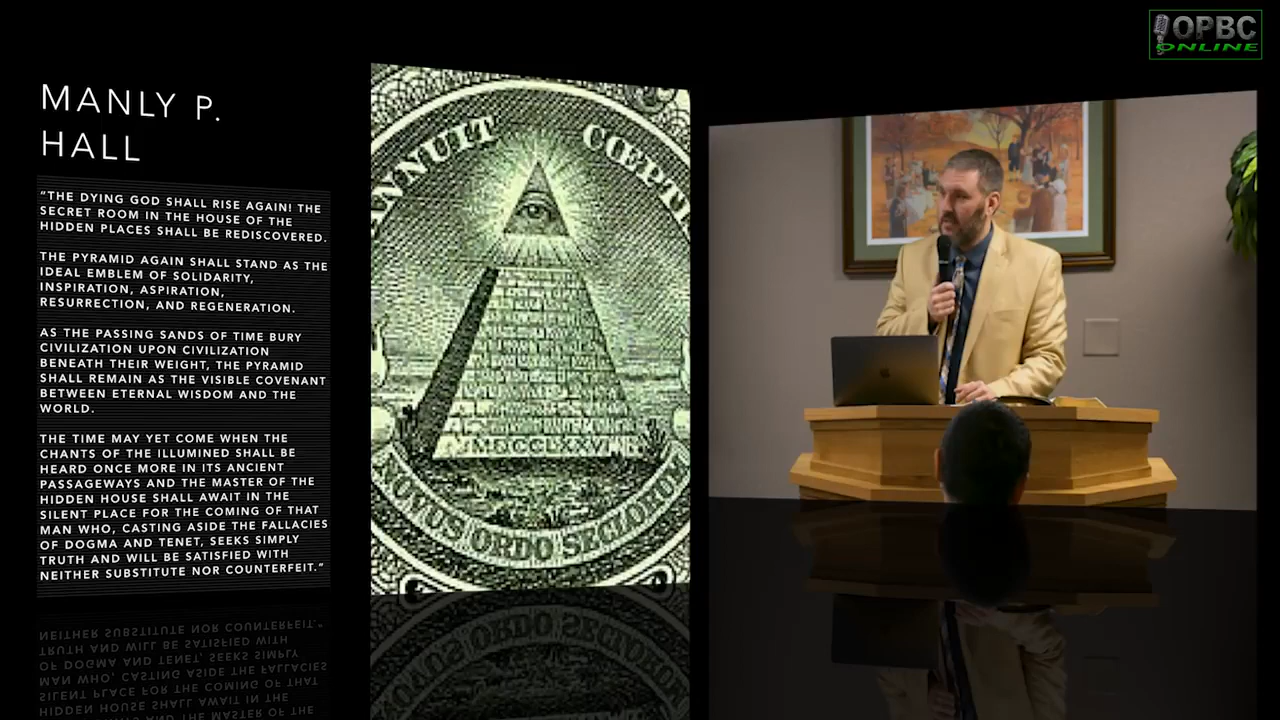 OPBC
ONLINE
MANLY P.
HALL
"THE DYING GOD SHALL RISE AGAIN! THE
SECRET ROOM IN THE HOUSE OF THE
HIDDEN PLACES SHALL BE REDISCOVERED.
THE PYRAMID AGAIN SHALL STAND AS THE
IDEAL EMBLEM OF SOLIDARITY,
INSPIRATION, ASPIRATION,
RESURRECTION, AND REGENERATION.
AS THE PASSING SANDS OF TIME BURY
CIVILIZATION UPON CIVILIZATION
BENEATH THEIR WEIGHT, THE PYRAMID
SHALL REMAIN AS THE VISIBLE COVENANT
BETWEEN ETERNAL WISDOM AND THE
WORLD.
THE TIME MAY YET COME WHEN THE
CHANTS OF THE ILLUMINED SHALL BE
HEARD ONCE MORE IN ITS ANCIENT
PASSAGEWAYS AND THE MASTER OF THE
HIDDEN HOUSE SHALL AWAIT IN THE
SILENT PLACE FOR THE COMING OF THAT
MAN WHO, CASTING ASIDE THE FALLACIES
OF DOGMA AND TENET, SEEKS SIMPLY
TRUTH AND WILL BE SATISFIED WITH
NEITHER SUBSTITUTE NOR COUNTERFEIT."
ANNUIT CŒPTI
MDCCLXXVI
NOVUS ORDO SECLORUM